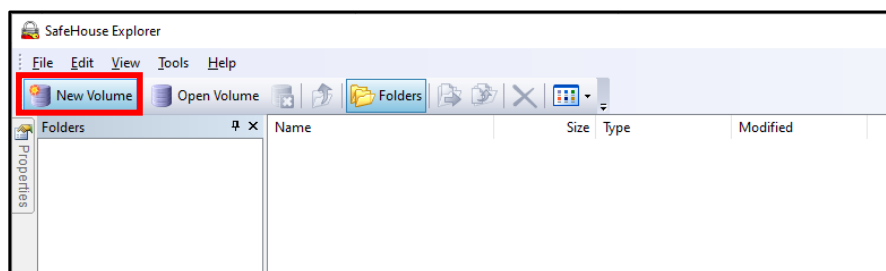 SafeHouse Explorer
File Edit View Tools Help
New Volume Open Volume Folders
Folders Name Size Type Modified
Properties